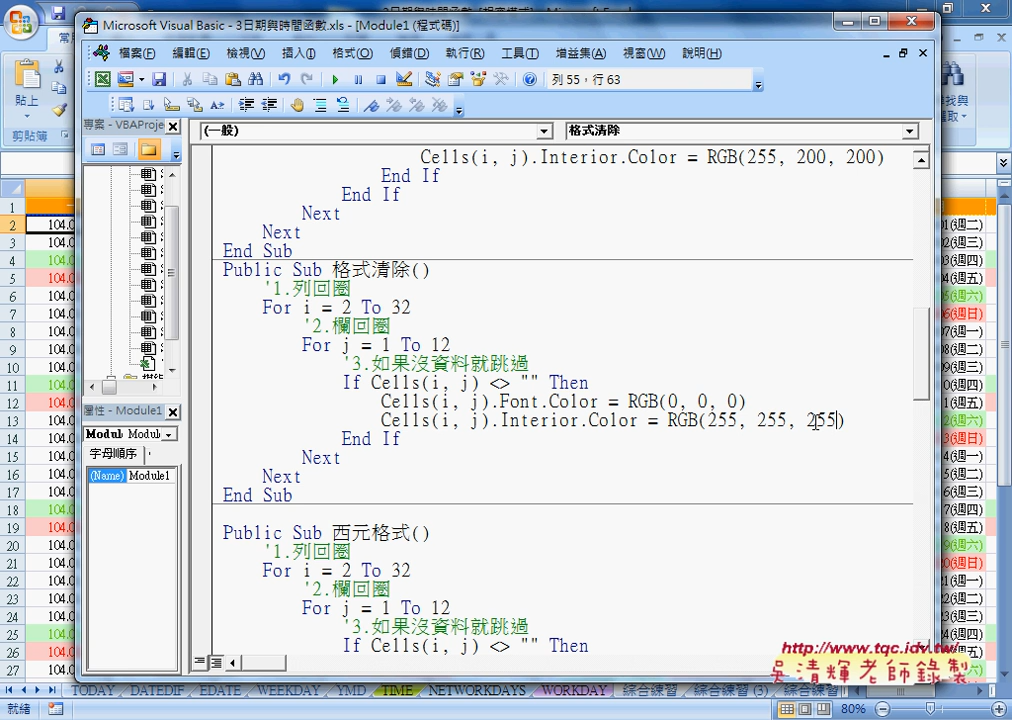 Microsoft Visual Basic - 3日期與時間函數.xls - [Module1 (程式碼)]
檔案(F) 編輯(E) 檢視(V) 插入(I) 格式(O) 偵錯(D) 執行(R) 工具(T) 增益集(A) 視窗(W) 說明(H)
列 55，行 63
專案 - VBAProje
(一般)
格式清除
貼上
剪貼簿
Cells(i, j).Interior.Color = RGB(255, 200, 200)
End If
End If
Next
Next
End Sub
Public Sub 格式清除()
'1.列回圈
For i = 2 To 32
'2.欄回圈
For j = 1 To 12
'3.如果沒資料就跳過
If Cells(i, j) <> "" Then
Cells(i, j).Font.Color = RGB(0, 0, 0)
Cells(i, j).Interior.Color = RGB(255, 255, 255)
End If
Next
Next
End Sub
Public Sub 西元格式()
'1.列回圈
For i = 2 To 32
'2.欄回圈
For j = 1 To 12
'3.如果沒資料就跳過
If Cells(i, j) <> "" Then
屬性 - Module1
Modul Modul
字母順序
(Name) Module1
http://www.tqc.idv.tw/
吳清輝老師錄製
TODAY DATEDIF EDATE WEEKDAY YMD TIME NETWORKDAYS WORKDAY 綜合練習 綜合練習 (3) 綜合練習
就緒
80%